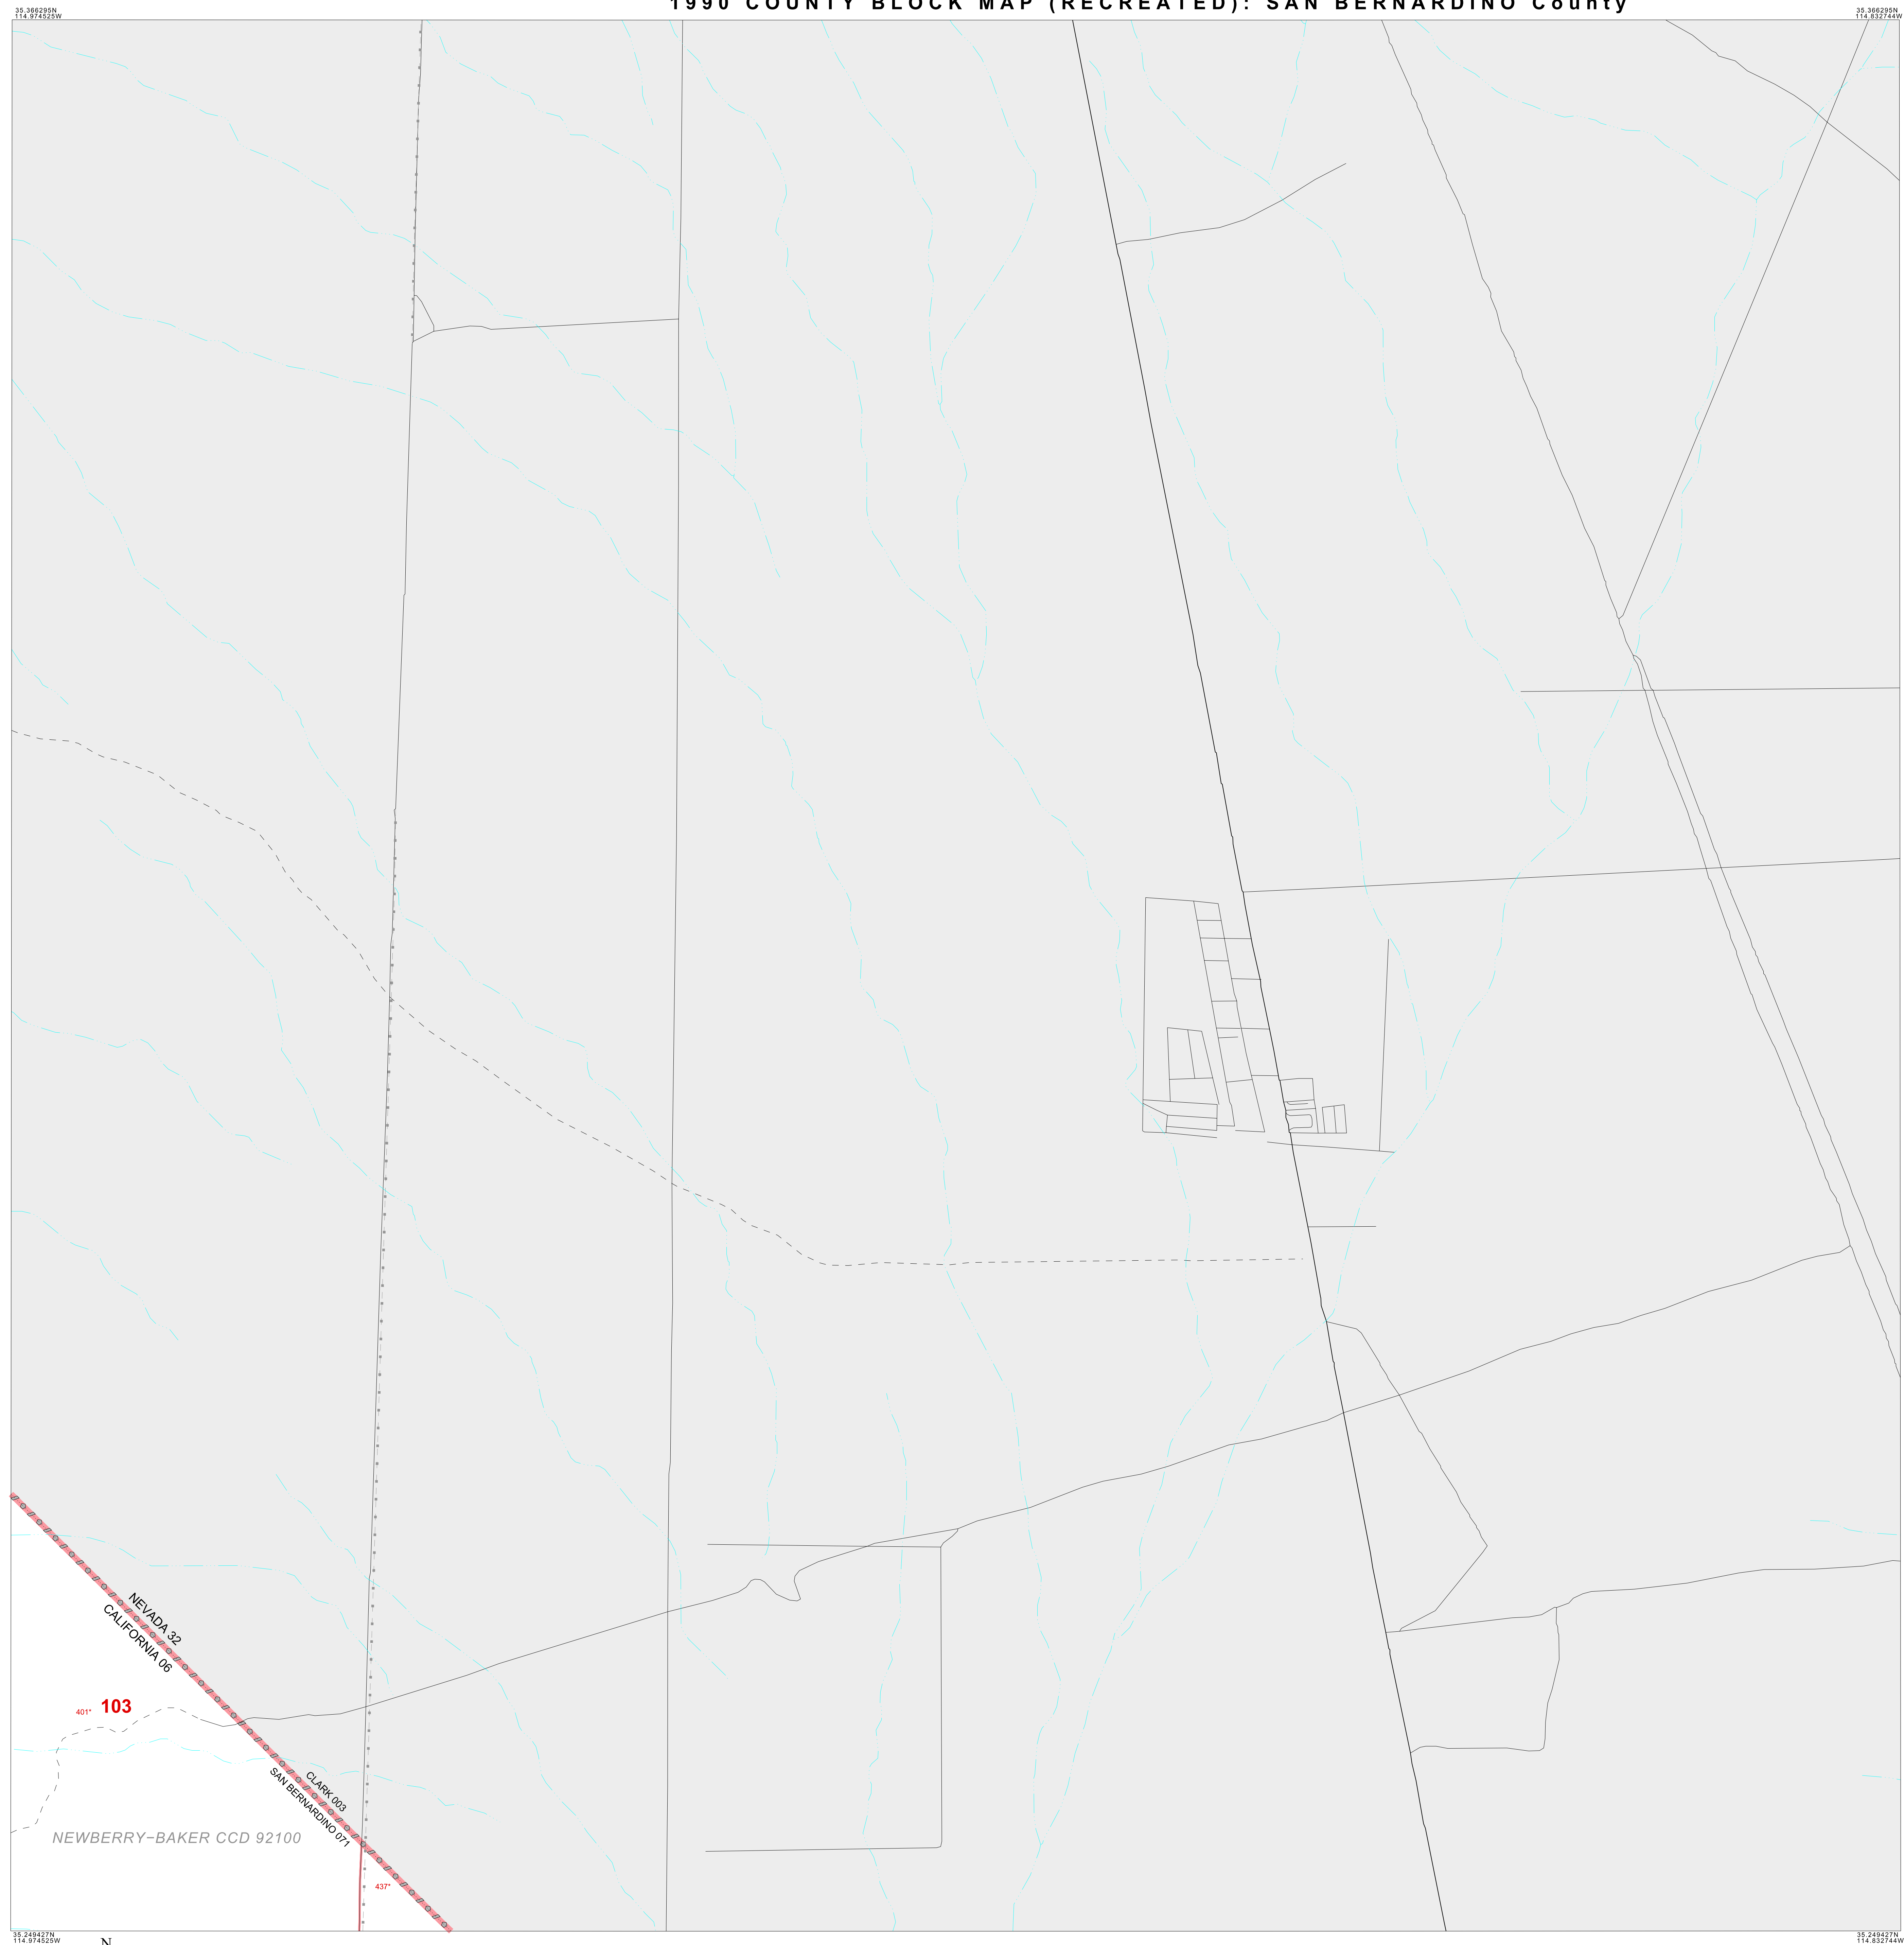 1990 COUNTY BLOCK MAP (RECREATED): SAN BERNARDINO County
35.366295N
114.974525W
35.366295N
114.832744W
NEVADA 32
CALIFORNIA 06
401*
103
CLARK 003
SAN BERNARDINO 071
NEWBERRY−BAKER CCD 92100
437*
35.249427N
114.974525W
N
35.249427N
114.832744W